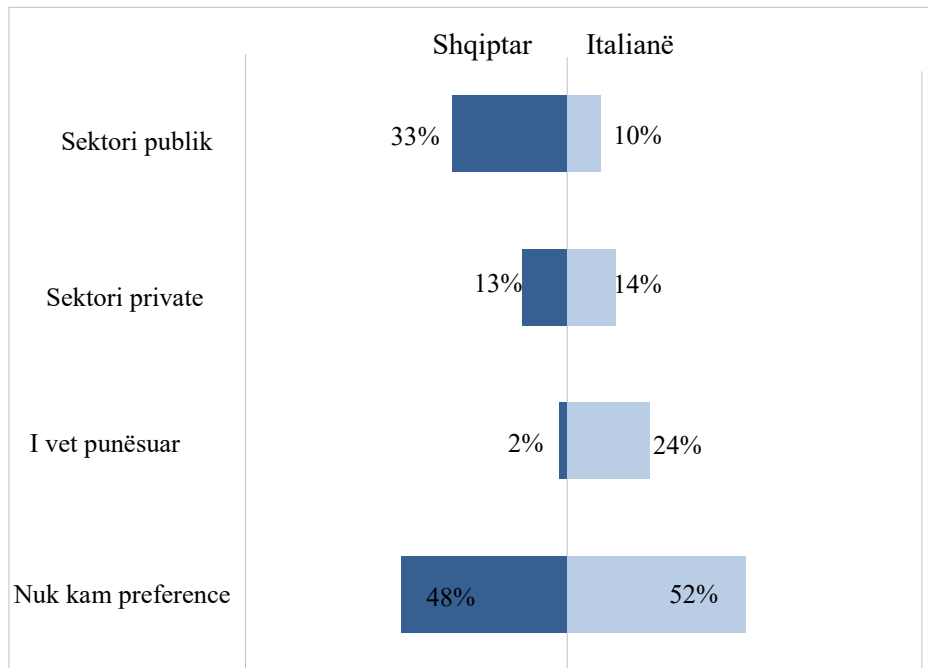 Shqiptar Italianë
Sektori publik 33% 10%
Sektori private 13% 14%
I vet punësuar 2% 24%
Nuk kam preference 48% 52%